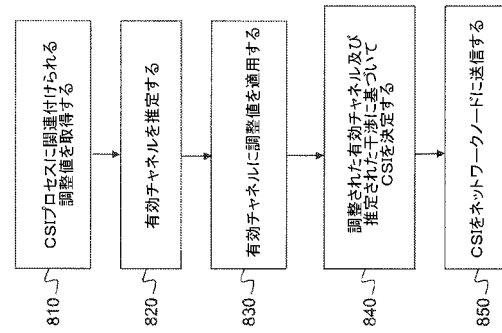 810
CSIプロセスに関連付けられる
調整値を取得する
820
有効チャネルを推定する
830
有効チャネルに調整値を適用する
840
調整された有効チャネル及び
推定された干渉に基づいて
CSIを決定する
850
CSIをネットワークノードに送信する